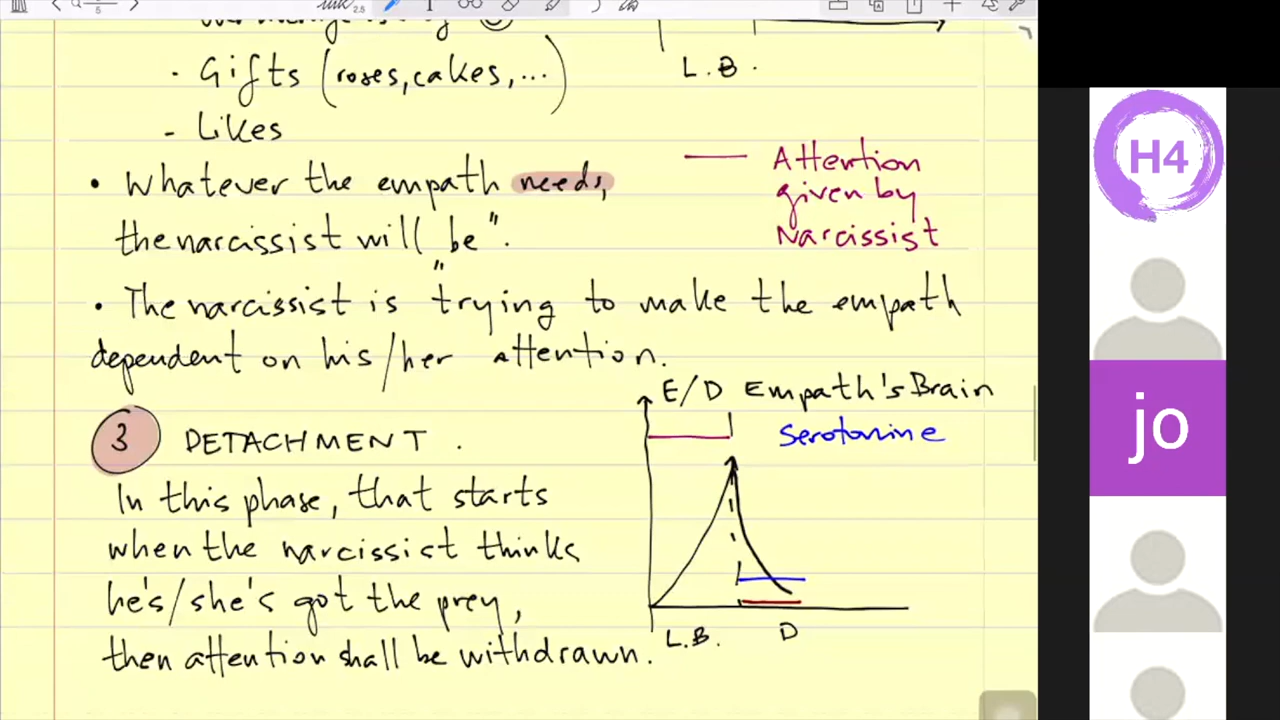 L.B.
• Gifts (roses, cakes, ...)
- Likes
• Whatever the empath needs,
the narcissist will "be".
Attention
given by
Narcissist
• The narcissist is "trying to make the empath
dependent on his/her attention.
E/D Empath's Brain
Serotonine
3 DETACHMENT.
In this phase, that starts
when the narcissist thinks
he's/she's got the prey,
then attention shall be withdrawn.
L.B. D
H4
jo